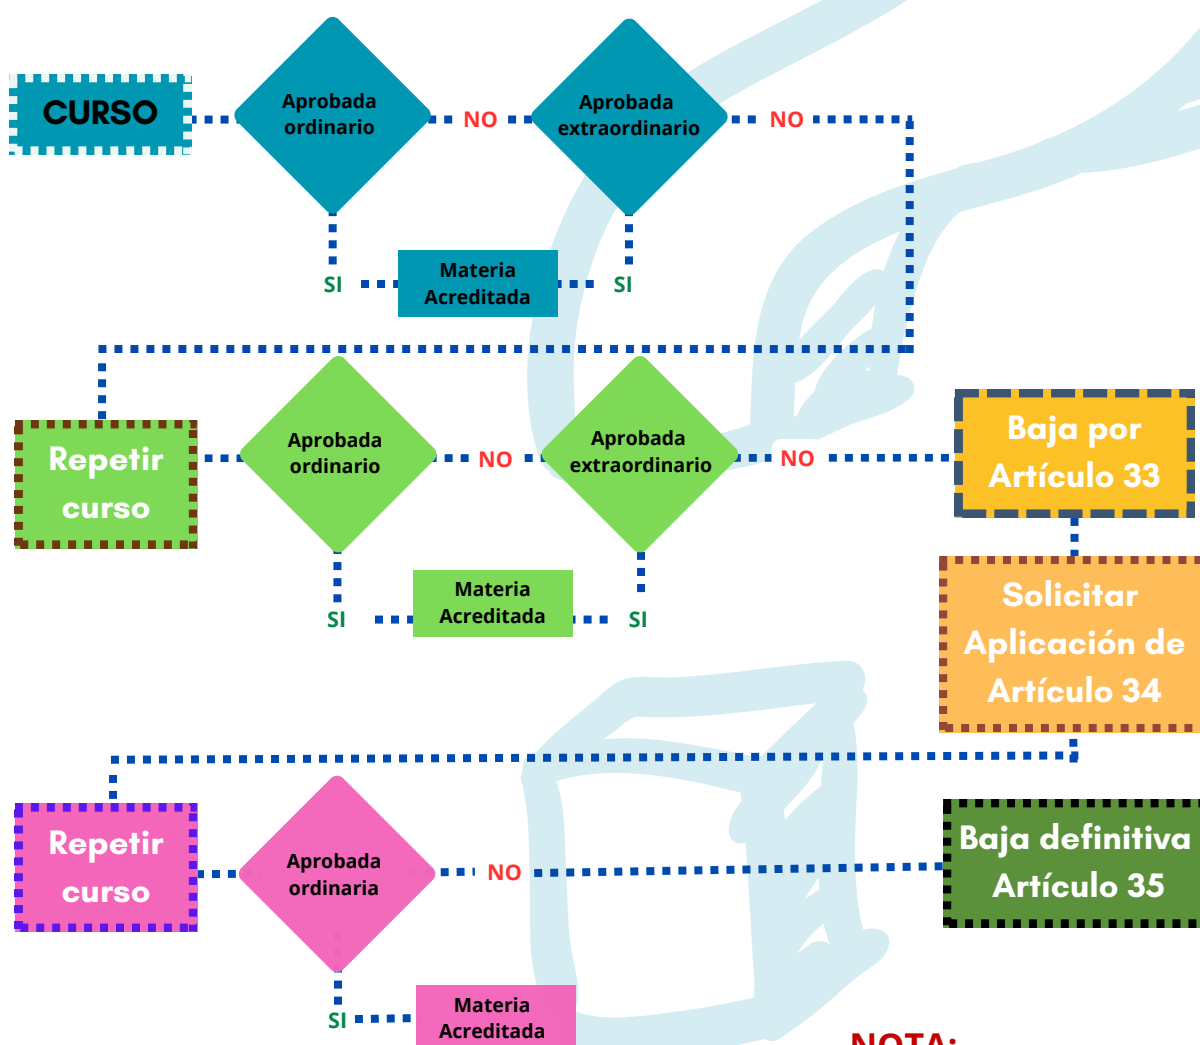 CURSO
Aprobada
ordinario
NO
Aprobada
extraordinario
NO
SI
Materia
Acreditada
SI
Repetir
curso
Aprobada
ordinario
NO
Aprobada
extraordinario
NO
Baja por
Artículo 33
SI
Materia
Acreditada
SI
Solicitar
Aplicación de
Artículo 34
Repetir
curso
Aprobada
ordinaria
NO
Baja definitiva
Artículo 35
SI
Materia
Acreditada
NOTA: